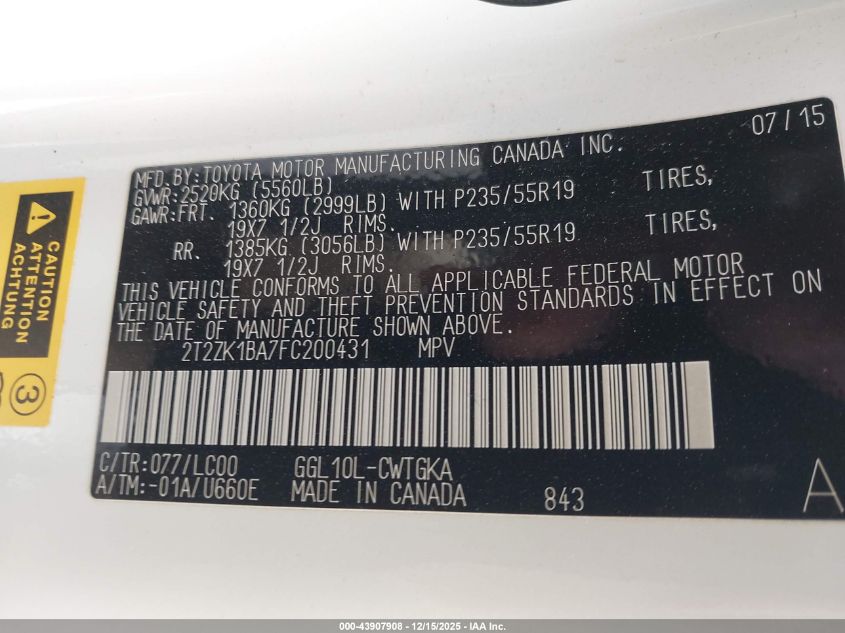 07/15
MFD.BY:TOYOTA MOTOR MANUFACTURING CANADA INC.
GVWR:2520KG (5560LB)
GAWR:FRT. 1360KG (2999LB) WITH P235/55R19 TIRES,
19X7 1/2J RIMS.
RR. 1385KG (3056LB) WITH P235/55R19 TIRES,
19X7 1/2J RIMS.
THIS VEHICLE CONFORMS TO ALL APPLICABLE FEDERAL MOTOR
VEHICLE SAFETY AND THEFT PREVENTION STANDARDS IN EFFECT ON
THE DATE OF MANUFACTURE SHOWN ABOVE.
2T2ZK1BA7FC200431 MPV
C/TR:077/LC00 GGL10L-CWTGKA
A/TM:-01A/U660E MADE IN CANADA 843
A
CAUTION
ATTENTION
ACHTUNG
3
000-43907908 - 12/15/2025 - IAA Inc.